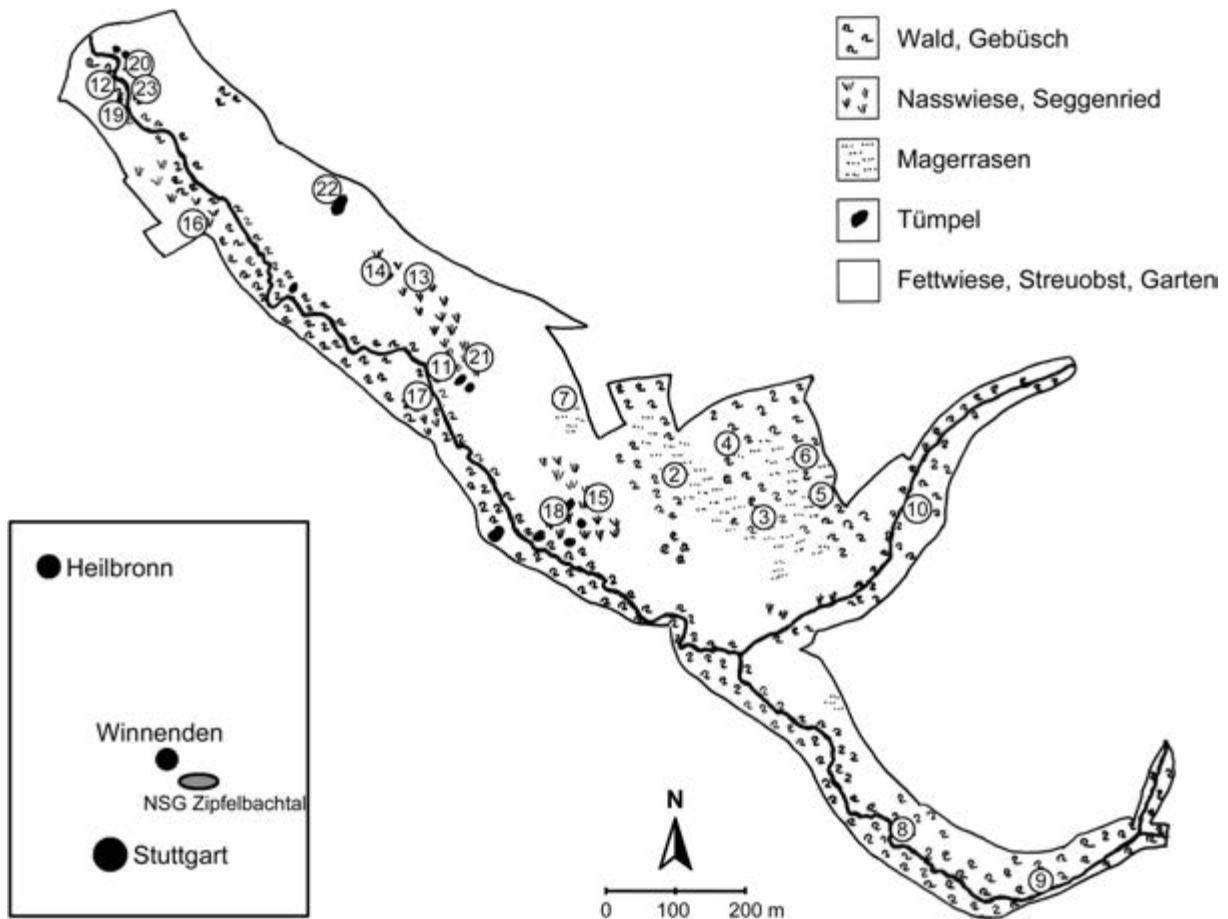 Wald, Gebüsch
Nasswiese, Seggenried
Magerrasen
Tümpel
Fettwiese, Streuobst, Garten
20
12
23
19
22
16
14
13
11
21
17
7
4
6
2
5
3
15
18
10
Heilbronn
Winnenden
NSG Zipfelbachtal
Stuttgart
N
0 100 200 m
8
9